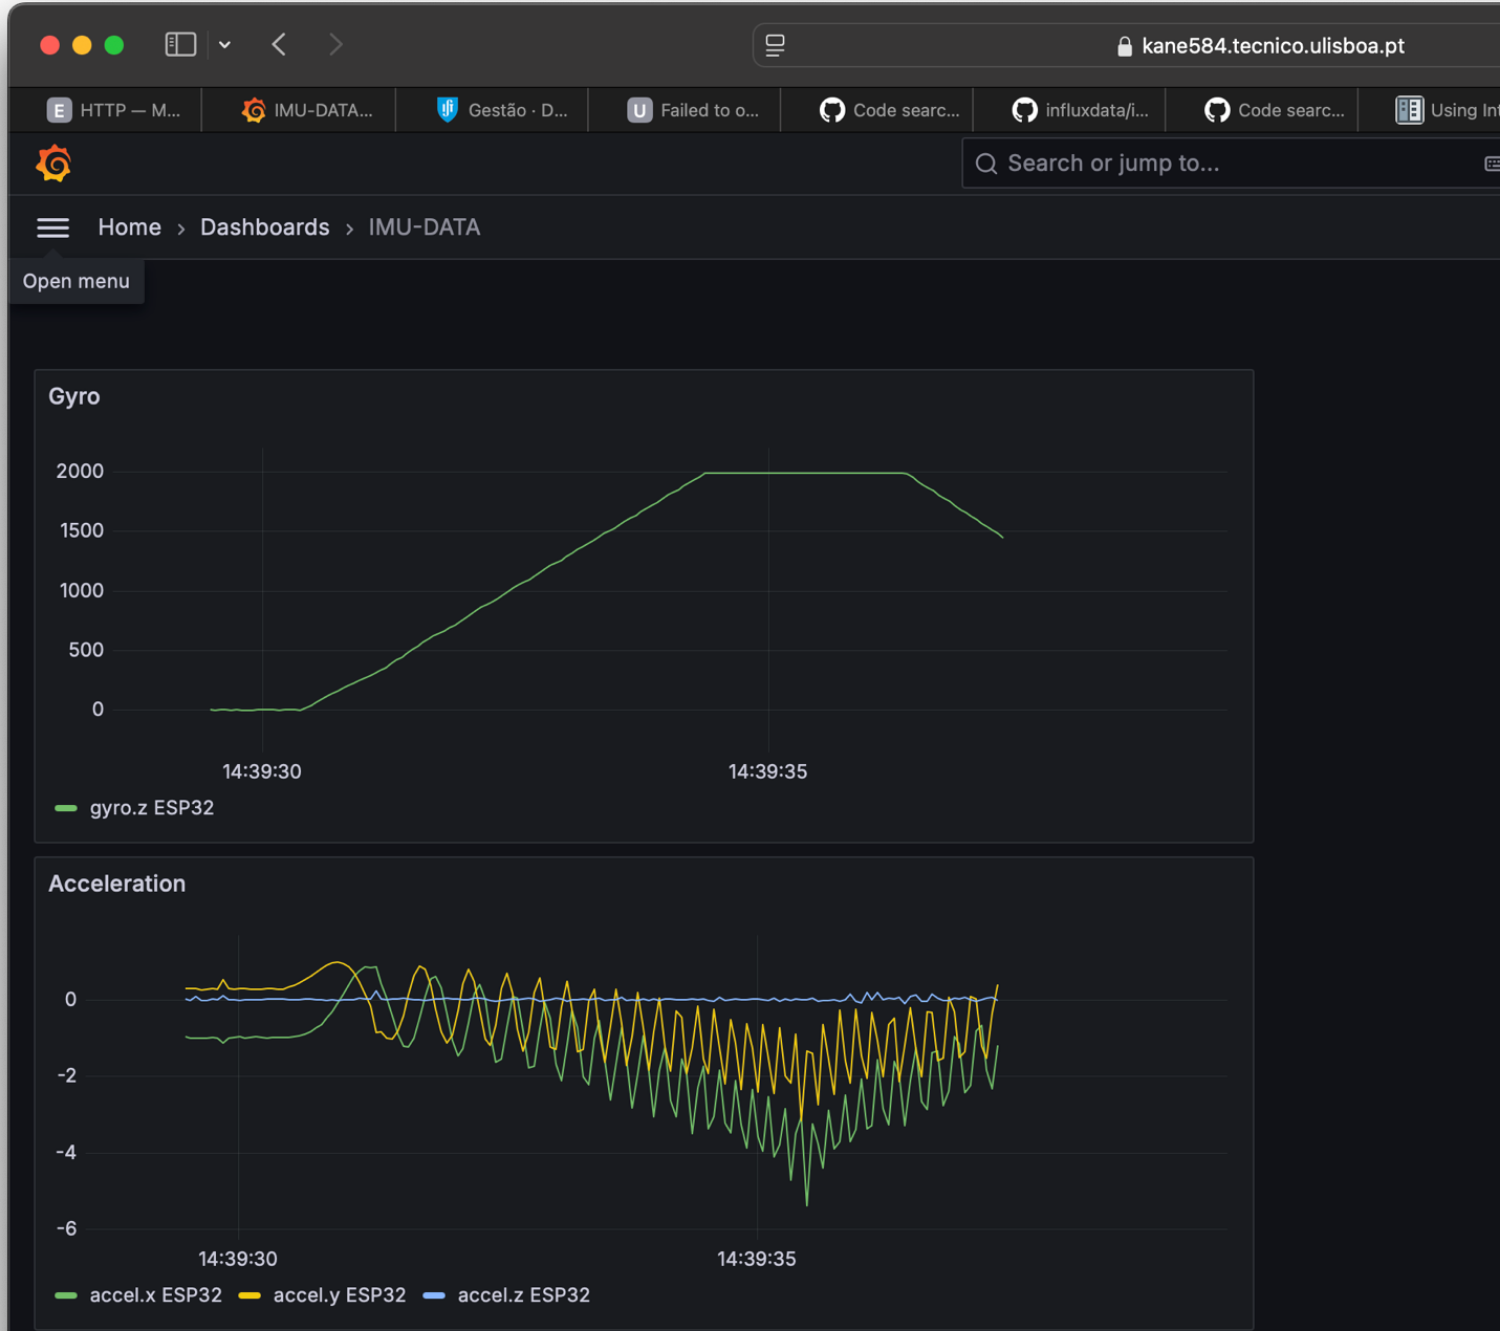 kane584.tecnico.ulisboa.pt
E HTTP — M... IMU-DATA... Gestão · D... U Failed to o... Code searc... influxdata/i... Code searc... Using Int
Search or jump to...
Home › Dashboards › IMU-DATA
Open menu
Gyro
2000
1500
1000
500
0
14:39:30 14:39:35
gyro.z ESP32
Acceleration
0
-2
-4
-6
14:39:30 14:39:35
accel.x ESP32 accel.y ESP32 accel.z ESP32